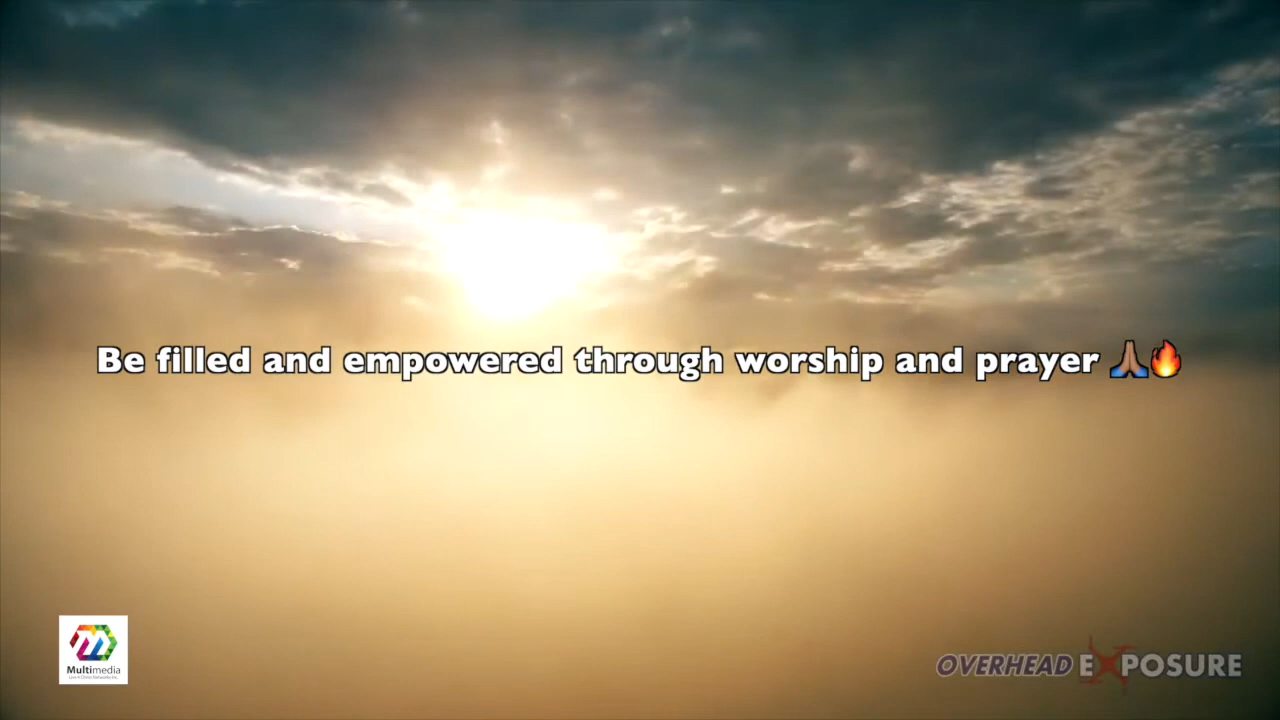 Be filled and empowered through worship and prayer 🙏🏽🔥
Multimedia
OVERHEAD EXPOSURE